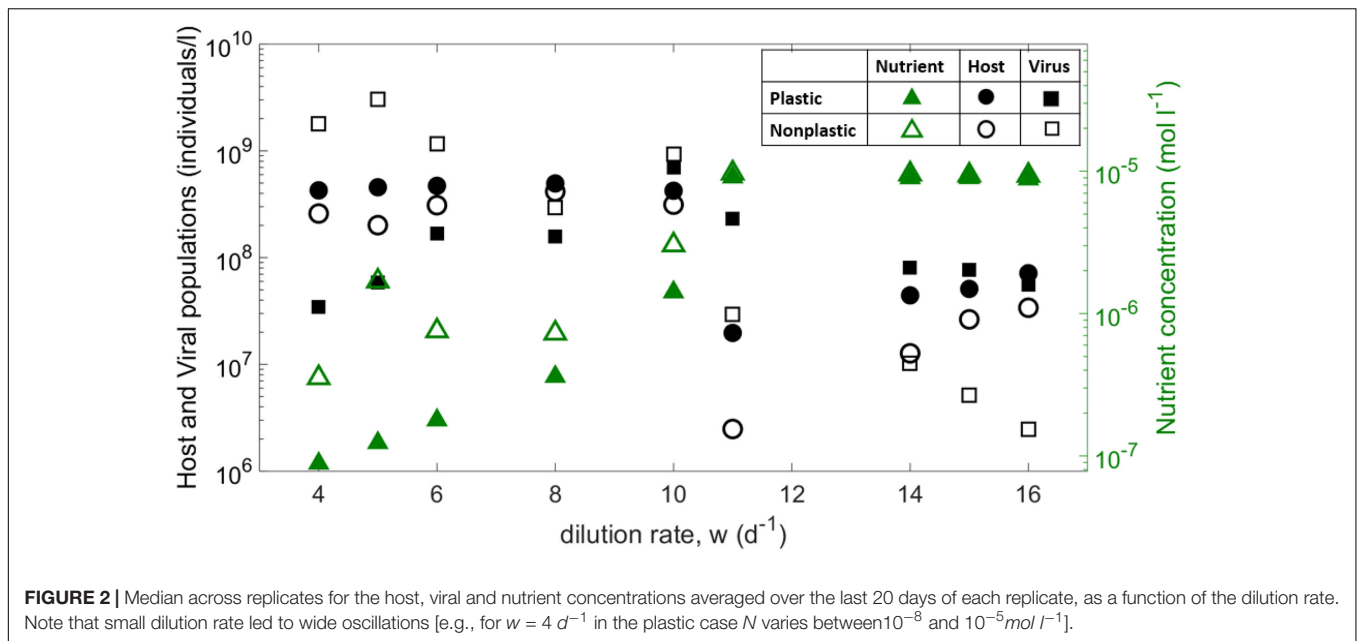 10^10
10^9
10^8
10^7
10^6
Host and Viral populations (individuals/l)
Nutrient Host Virus
Plastic
Nonplastic
10^-5
10^-6
10^-7
Nutrient concentration (mol l^-1)
4 6 8 10 12 14 16
dilution rate, w (d^-1)
FIGURE 2 | Median across replicates for the host, viral and nutrient concentrations averaged over the last 20 days of each replicate, as a function of the dilution rate.
Note that small dilution rate led to wide oscillations [e.g., for w = 4 d^-1 in the plastic case N varies between10^-8 and 10^-5mol l^-1].